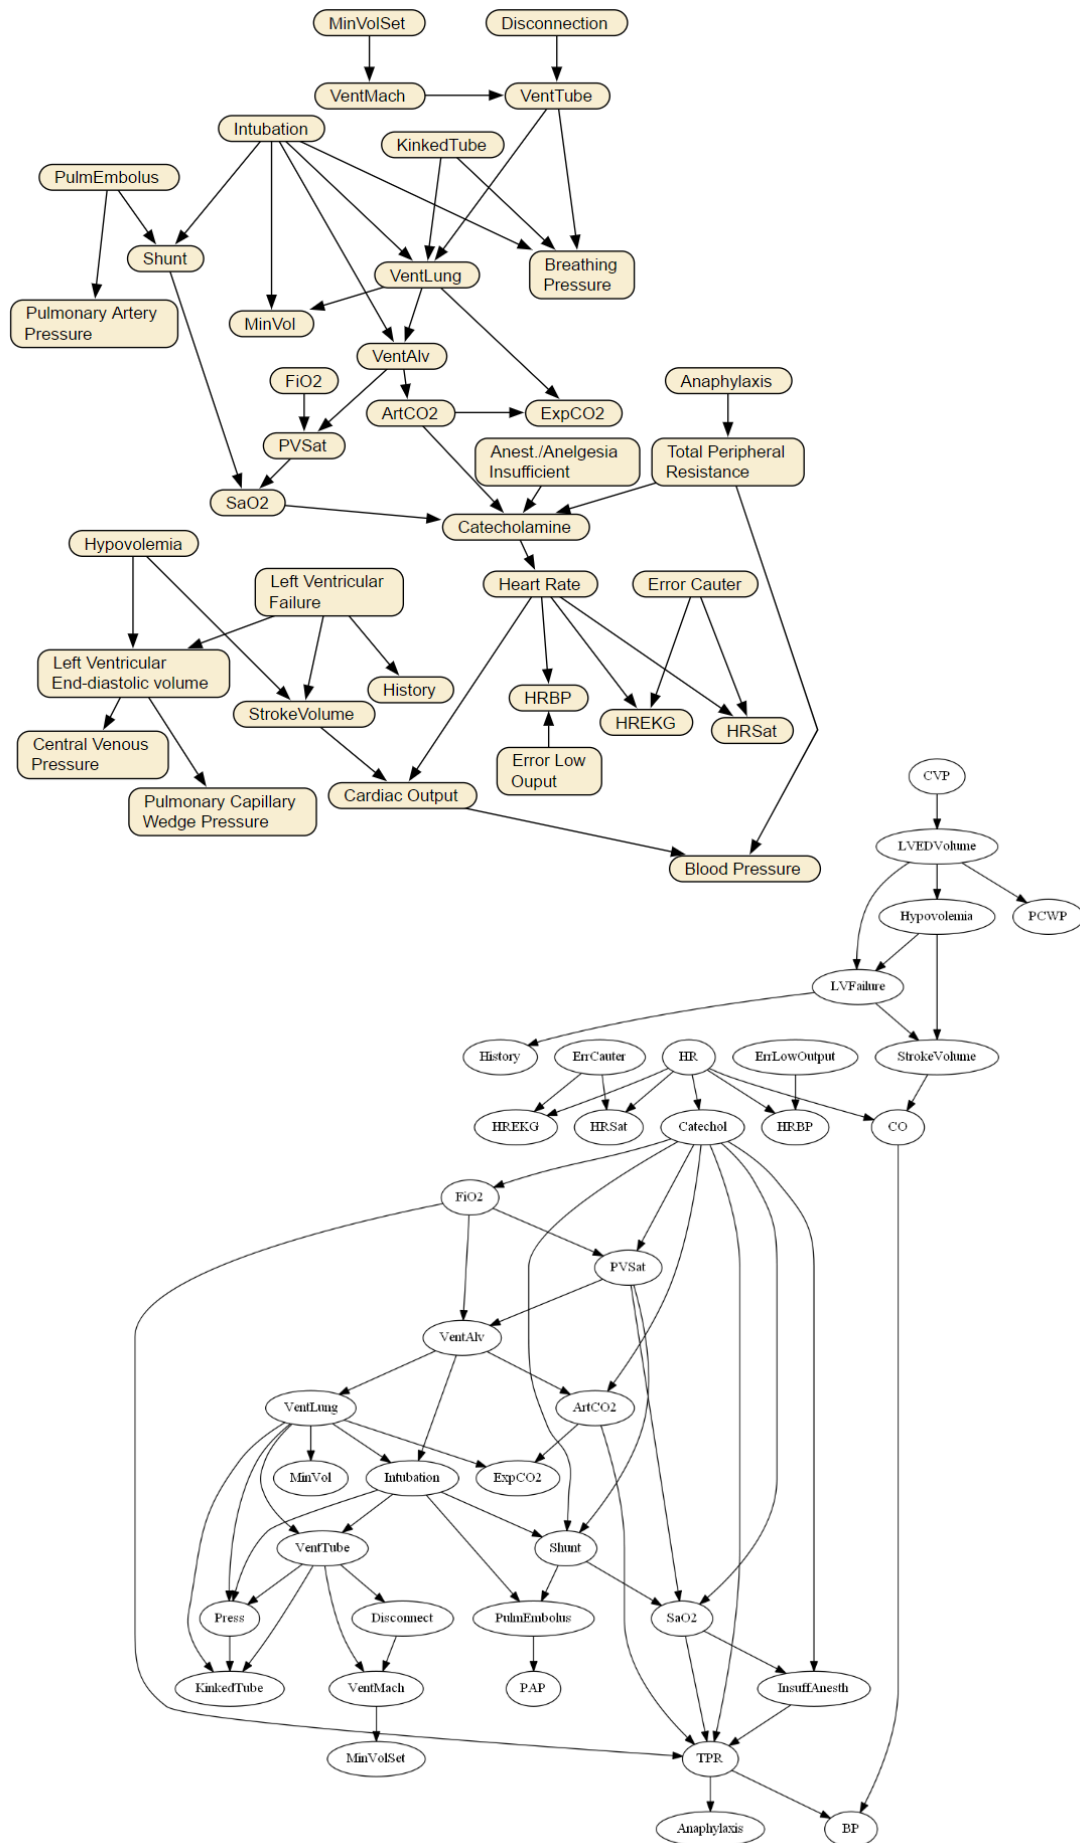 MinVolSet
Disconnection
VentMach
VentTube
Intubation
KinkedTube
PulmEmbolus
Shunt
VentLung
Breathing
Pressure
Pulmonary Artery
Pressure
MinVol
VentAlv
FiO2
Anaphylaxis
ArtCO2
ExpCO2
PVSat
Anest./Anelgesia
Insufficient
Total Peripheral
Resistance
SaO2
Catecholamine
Hypovolemia
Left Ventricular
Failure
Heart Rate
Error Cauter
Left Ventricular
End-diastolic volume
History
HRBP
StrokeVolume
HREKG
HRSat
Central Venous
Pressure
Error Low
Ouput
Cardiac Output
Pulmonary Capillary
Wedge Pressure
Blood Pressure
CVP
LVEDVolume
Hypovolemia
PCWP
LVFailure
History
ErrCauter
HR
ErrLowOutput
StrokeVolume
HREKG
HRSat
Catechol
HRBP
CO
FiO2
PVSat
VentAlv
VentLung
ArtCO2
MinVol
Intubation
ExpCO2
VentTube
Shunt
Press
Disconnect
PulmEmbolus
SaO2
KinkedTube
VentMach
PAP
InsuffAnesth
MinVolSet
TPR
Anaphylaxis
BP